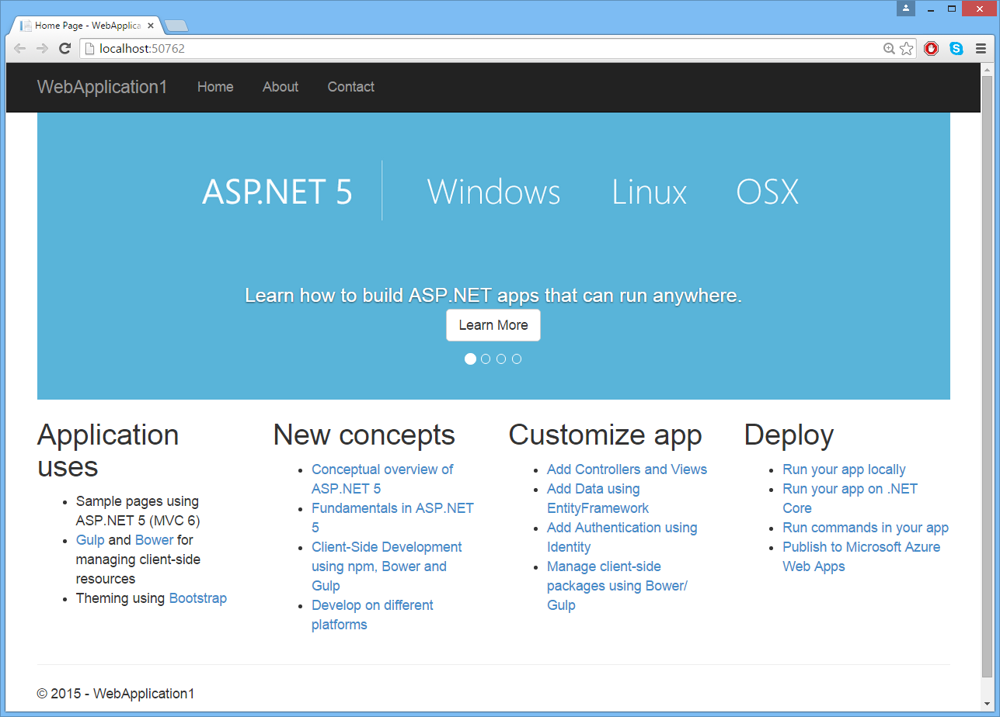 Home Page - WebApplica
localhost:50762
WebApplication1 Home About Contact
ASP.NET 5 Windows Linux OSX
Learn how to build ASP.NET apps that can run anywhere.
Learn More
Application
uses
Sample pages using
ASP.NET 5 (MVC 6)
Gulp and Bower for
managing client-side
resources
Theming using Bootstrap
New concepts
Conceptual overview of
ASP.NET 5
Fundamentals in ASP.NET
5
Client-Side Development
using npm, Bower and
Gulp
Develop on different
platforms
Customize app
Add Controllers and Views
Add Data using
EntityFramework
Add Authentication using
Identity
Manage client-side
packages using Bower/
Gulp
Deploy
Run your app locally
Run your app on .NET
Core
Run commands in your app
Publish to Microsoft Azure
Web Apps
© 2015 - WebApplication1